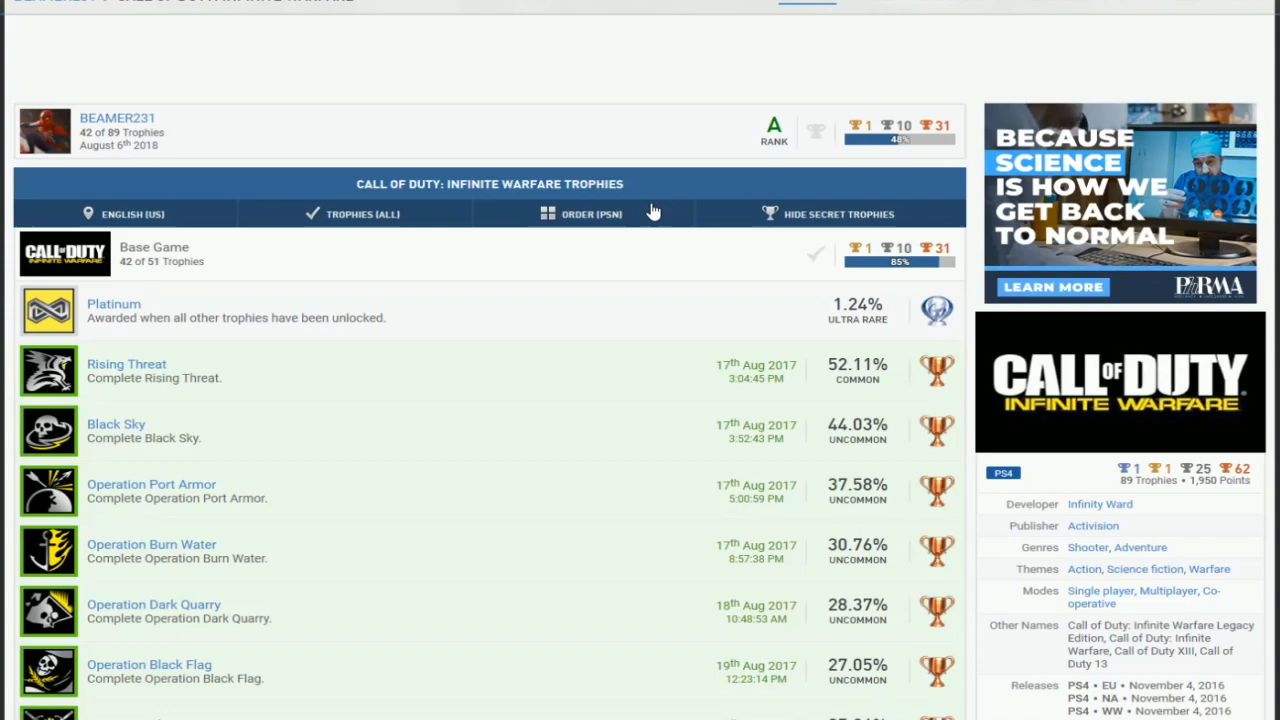 BEAMER231
42 of 89 Trophies
August 6th 2018
A
RANK
1 10 31
48%
CALL OF DUTY: INFINITE WARFARE TROPHIES
ENGLISH (US) TROPHIES (ALL) ORDER (PSN) HIDE SECRET TROPHIES
CALL OF DUTY
INFINITE WARFARE
Base Game
42 of 51 Trophies
1 10 31
85%
Platinum
Awarded when all other trophies have been unlocked.
1.24%
ULTRA RARE
Rising Threat
Complete Rising Threat.
17th Aug 2017
3:04:45 PM
52.11%
COMMON
Black Sky
Complete Black Sky.
17th Aug 2017
3:52:43 PM
44.03%
UNCOMMON
Operation Port Armor
Complete Operation Port Armor.
17th Aug 2017
5:00:59 PM
37.58%
UNCOMMON
Operation Burn Water
Complete Operation Burn Water.
17th Aug 2017
8:57:38 PM
30.76%
UNCOMMON
Operation Dark Quarry
Complete Operation Dark Quarry.
18th Aug 2017
10:48:53 AM
28.37%
UNCOMMON
Operation Black Flag
Complete Operation Black Flag.
19th Aug 2017
12:23:14 PM
27.05%
UNCOMMON
BECAUSE
SCIENCE
IS HOW WE
GET BACK
TO NORMAL
LEARN MORE
PhRMA
CALL OF DUTY
INFINITE WARFARE
PS4
1 1 25 62
89 Trophies • 1,950 Points
Developer Infinity Ward
Publisher Activision
Genres Shooter, Adventure
Themes Action, Science fiction, Warfare
Modes Single player, Multiplayer, Co-
operative
Other Names Call of Duty: Infinite Warfare Legacy
Edition, Call of Duty: Infinite
Warfare, Call of Duty XIII, Call of
Duty 13
Releases PS4 • EU • November 4, 2016
PS4 • NA • November 4, 2016
PS4 • WW • November 4, 2016